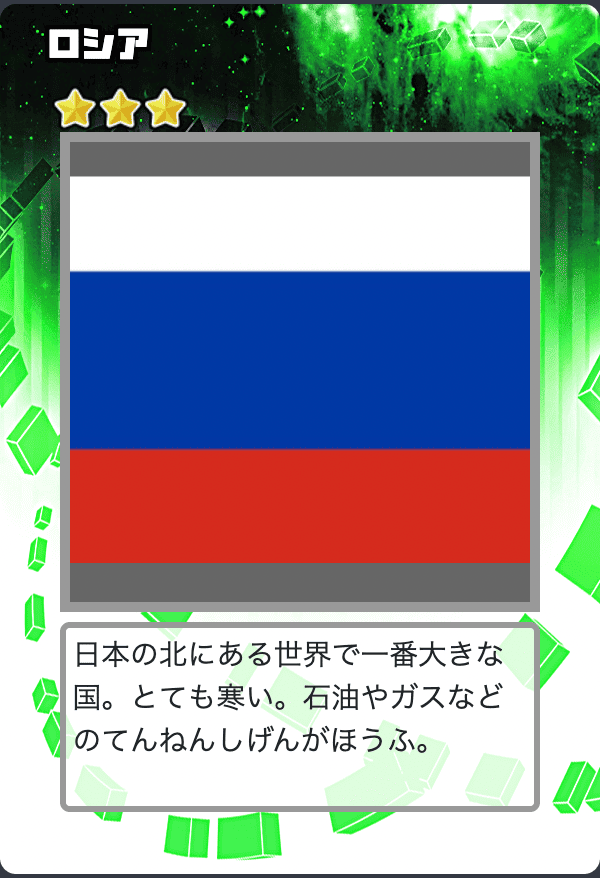 ロシア
日本の北にある世界で一番大きな
国。とても寒い。石油やガスなど
のてんねんしげんがほうふ。